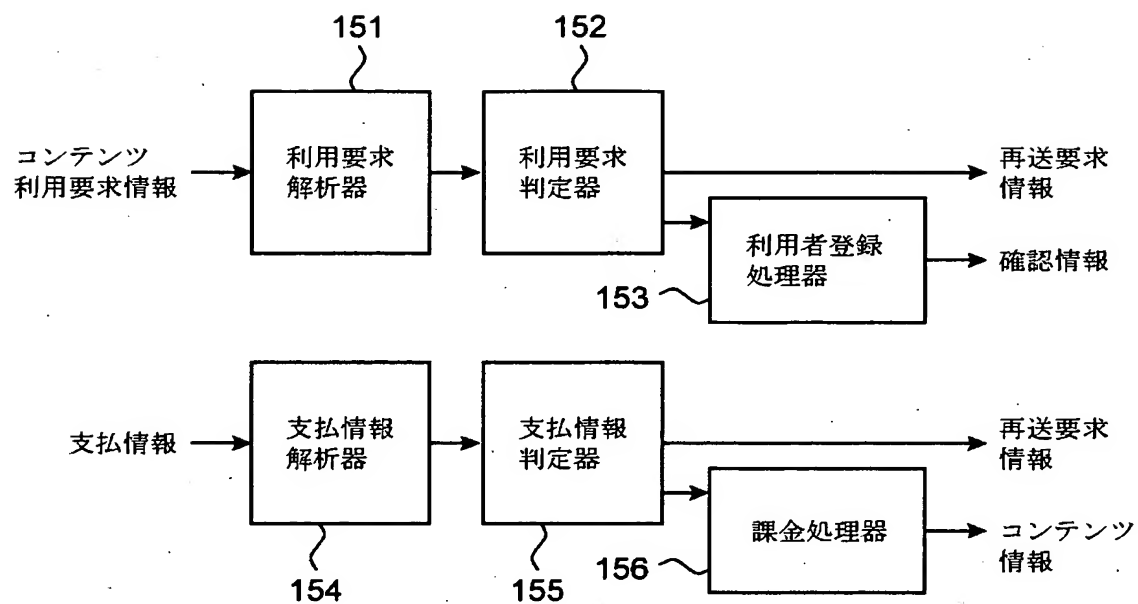 151
152
コンテンツ
利用要求情報
利用要求
解析器
利用要求
判定器
再送要求
情報
利用者登録
処理器
確認情報
153
支払情報
支払情報
解析器
支払情報
判定器
再送要求
情報
課金処理器
コンテンツ
情報
154
155
156